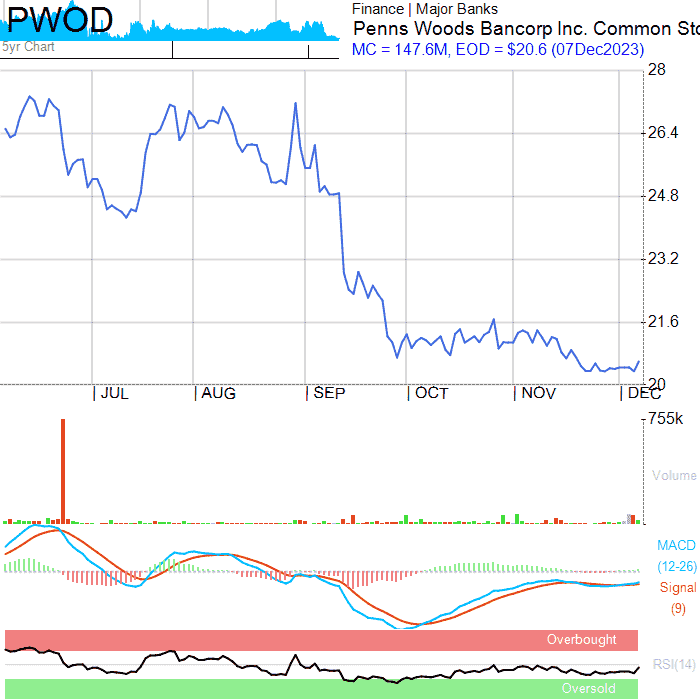 PWOD
5yr Chart
Finance | Major Banks
Penns Woods Bancorp Inc. Common Sto
MC = 147.6M, EOD = $20.6 (07Dec2023)
28
26.4
24.8
23.2
21.6
20
JUL AUG SEP OCT NOV DEC
755k
Volume
MACD
(12-26)
Signal
(9)
Overbought
RSI(14)
Oversold